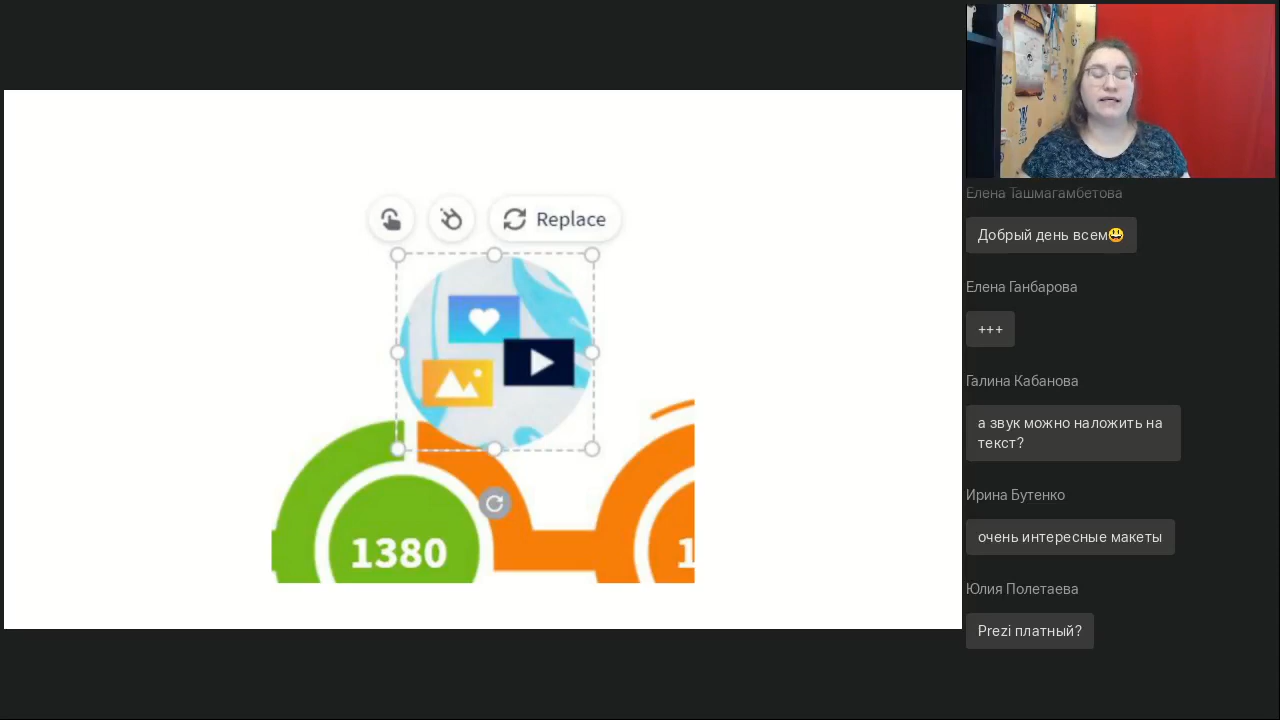 Replace
1380
1
Елена Ташмагамбетова
Добрый день всем😃
Елена Ганбарова
+++
Галина Кабанова
а звук можно наложить на
текст?
Ирина Бутенко
очень интересные макеты
Юлия Полетаева
Prezi платный?